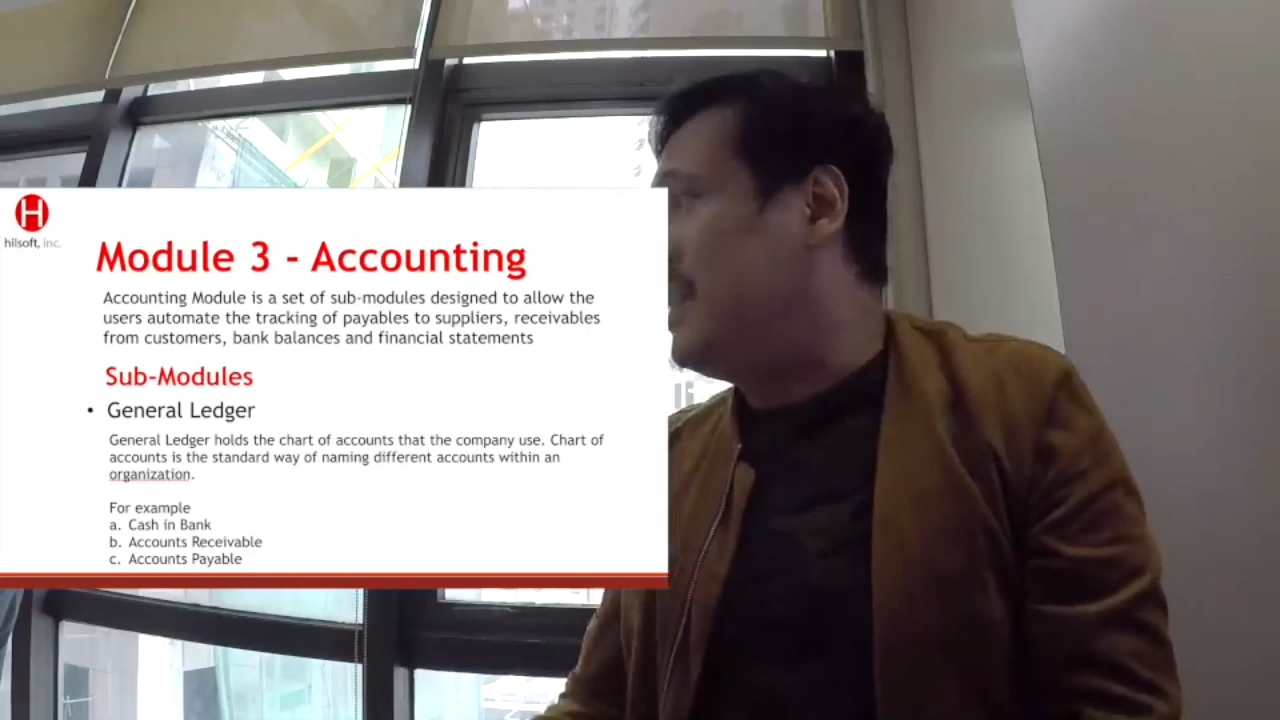 H
hilsoft, inc.
Module 3 - Accounting
Accounting Module is a set of sub-modules designed to allow the
users automate the tracking of payables to suppliers, receivables
from customers, bank balances and financial statements
Sub-Modules
• General Ledger
General Ledger holds the chart of accounts that the company use. Chart of
accounts is the standard way of naming different accounts within an
organization.
For example
a. Cash in Bank
b. Accounts Receivable
c. Accounts Payable